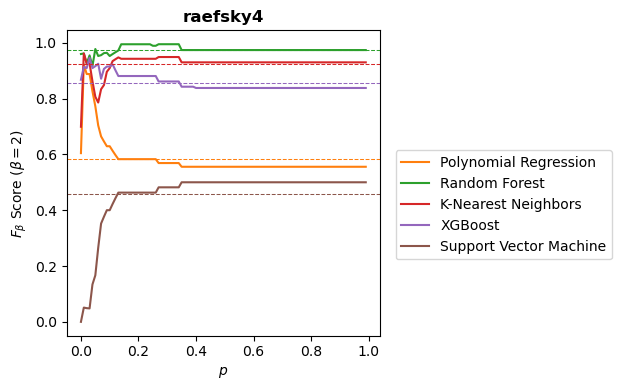 raefsky4
F_β Score (β = 2)
1.0
0.8
0.6
0.4
0.2
0.0
0.0 0.2 0.4 0.6 0.8 1.0
p
Polynomial Regression
Random Forest
K-Nearest Neighbors
XGBoost
Support Vector Machine